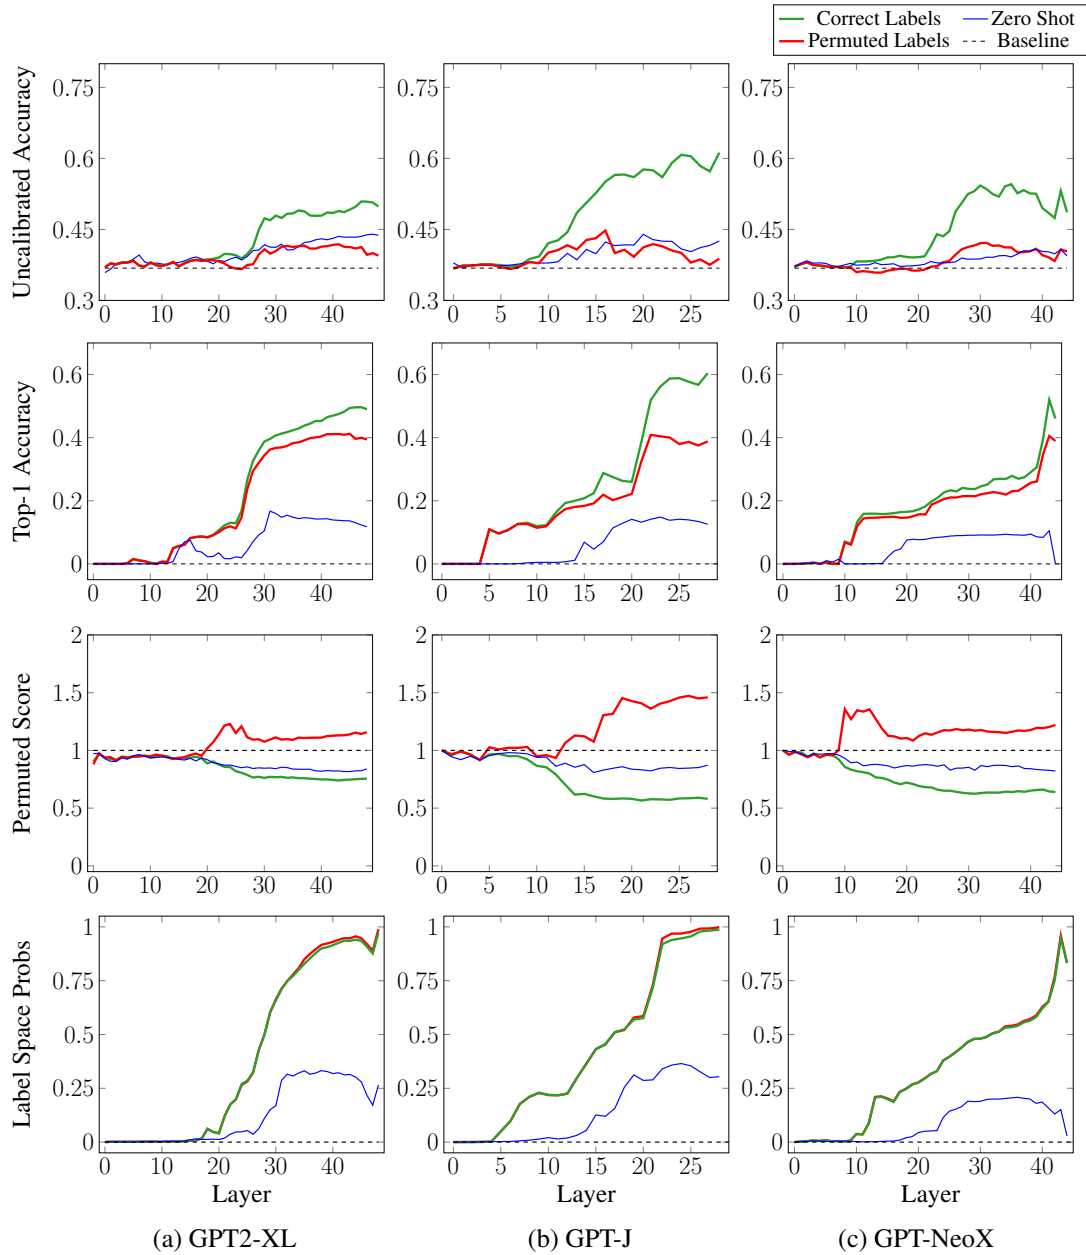 Correct Labels Zero Shot
Permuted Labels Baseline
Uncalibrated Accuracy
0.75
0.6
0.45
0.3
0 10 20 30 40
0.75
0.6
0.45
0.3
0 5 10 15 20 25
0.75
0.6
0.45
0.3
0 10 20 30 40
Top-1 Accuracy
0.6
0.4
0.2
0
0 10 20 30 40
0.6
0.4
0.2
0
0 5 10 15 20 25
0.6
0.4
0.2
0
0 10 20 30 40
Permuted Score
2
1.5
1
0.5
0
0 10 20 30 40
2
1.5
1
0.5
0
0 5 10 15 20 25
2
1.5
1
0.5
0
0 10 20 30 40
Label Space Probs
1
0.75
0.5
0.25
0
0 10 20 30 40
Layer
1
0.75
0.5
0.25
0
0 5 10 15 20 25
Layer
1
0.75
0.5
0.25
0
0 10 20 30 40
Layer
(a) GPT2-XL
(b) GPT-J
(c) GPT-NeoX